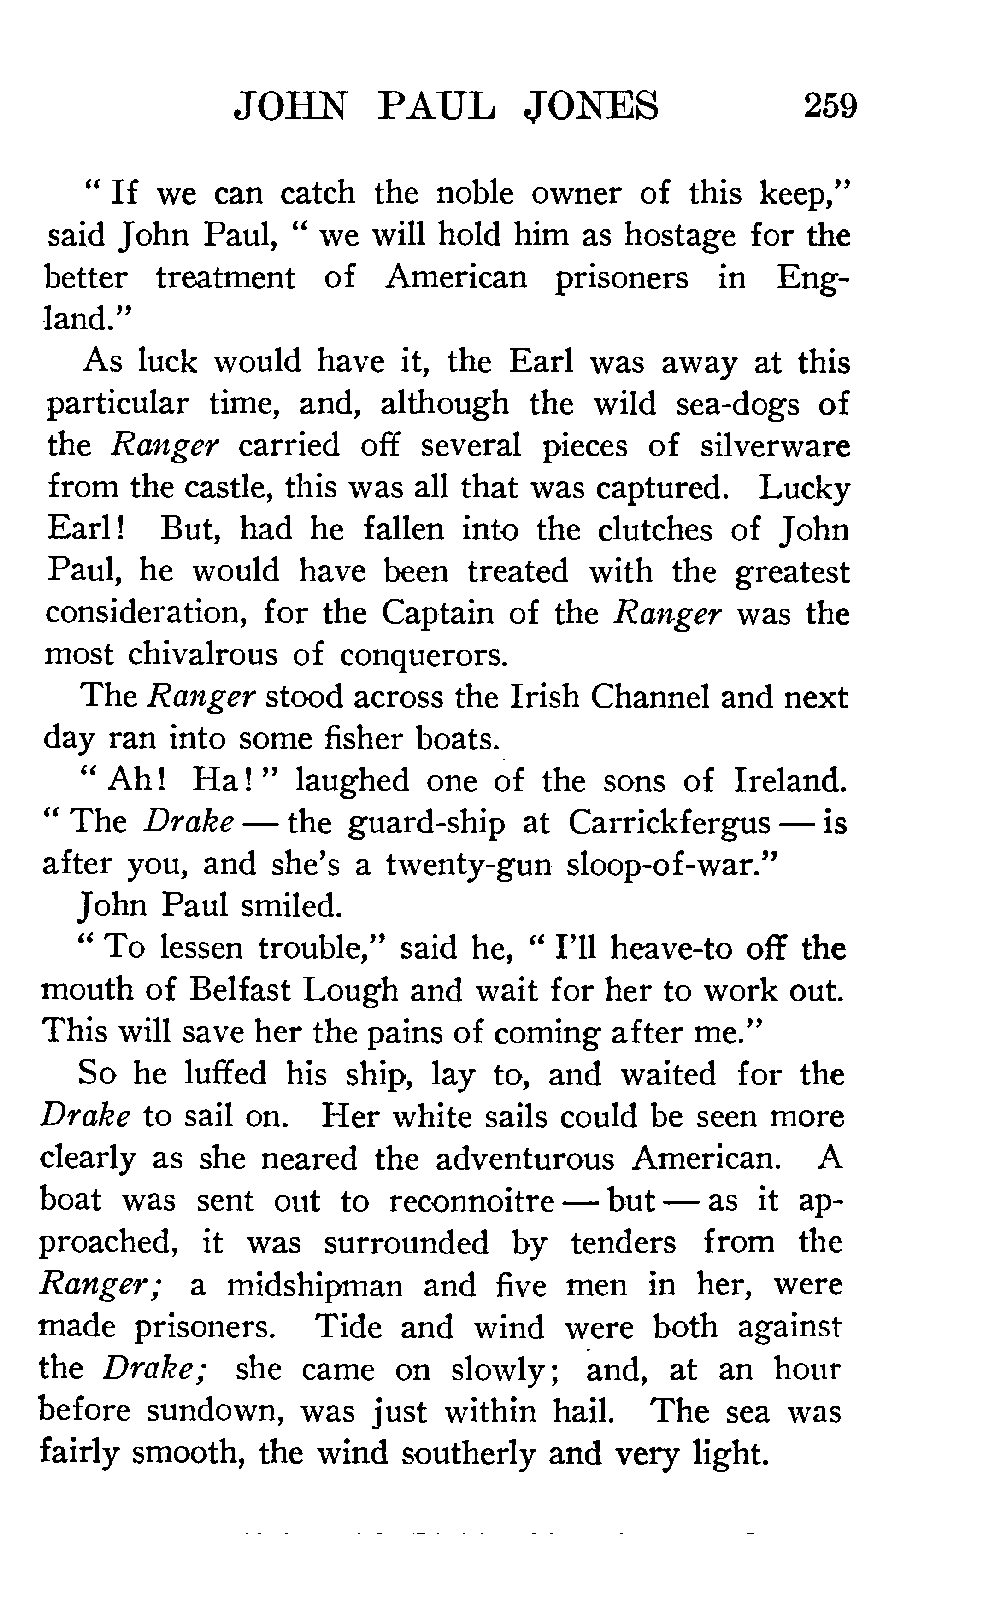 JOHN PAUL JONES 259
“ If we can catch the noble owner of this keep,”
said John Paul, “ we will hold him as hostage for the
better treatment of American prisoners in Eng-
land.”
As luck would have it, the Earl was away at this
particular time, and, although the wild sea-dogs of
the Ranger carried off several pieces of silverware
from the castle, this was all that was captured. Lucky
Earl! But, had he fallen into the clutches of John
Paul, he would have been treated with the greatest
consideration, for the Captain of the Ranger was the
most chivalrous of conquerors.
The Ranger stood across the Irish Channel and next
day ran into some fisher boats.
“ Ah! Ha! ” laughed one of the sons of Ireland.
“ The Drake — the guard-ship at Carrickfergus — is
after you, and she’s a twenty-gun sloop-of-war.”
John Paul smiled.
“ To lessen trouble,” said he, “ I’ll heave-to off the
mouth of Belfast Lough and wait for her to work out.
This will save her the pains of coming after me.”
So he luffed his ship, lay to, and waited for the
Drake to sail on. Her white sails could be seen more
clearly as she neared the adventurous American. A
boat was sent out to reconnoitre — but — as it ap-
proached, it was surrounded by tenders from the
Ranger; a midshipman and five men in her, were
made prisoners. Tide and wind were both against
the Drake; she came on slowly; and, at an hour
before sundown, was just within hail. The sea was
fairly smooth, the wind southerly and very light.